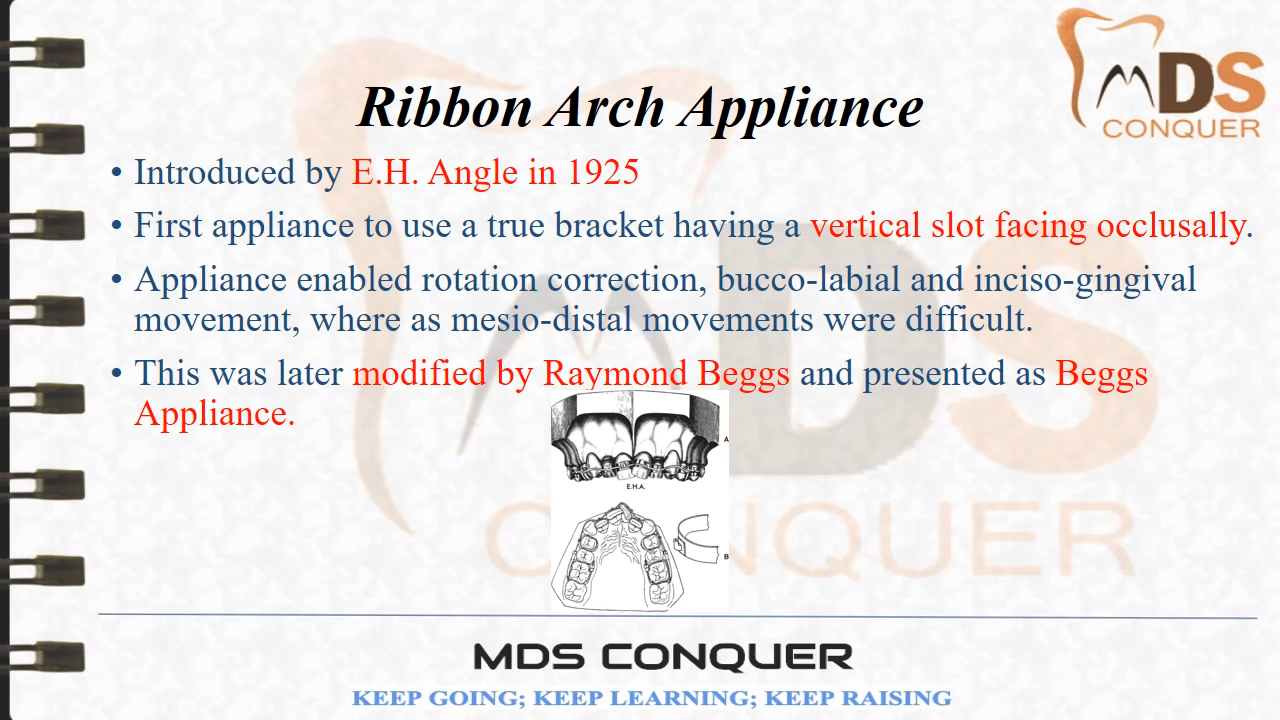 MDS
CONQUER
Ribbon Arch Appliance
• Introduced by E.H. Angle in 1925
• First appliance to use a true bracket having a vertical slot facing occlusally.
• Appliance enabled rotation correction, bucco-labial and inciso-gingival
movement, where as mesio-distal movements were difficult.
• This was later modified by Raymond Beggs and presented as Beggs
Appliance.
A
E.H.A.
B
MDS
CONQUER
MDS CONQUER
KEEP GOING; KEEP LEARNING; KEEP RAISING